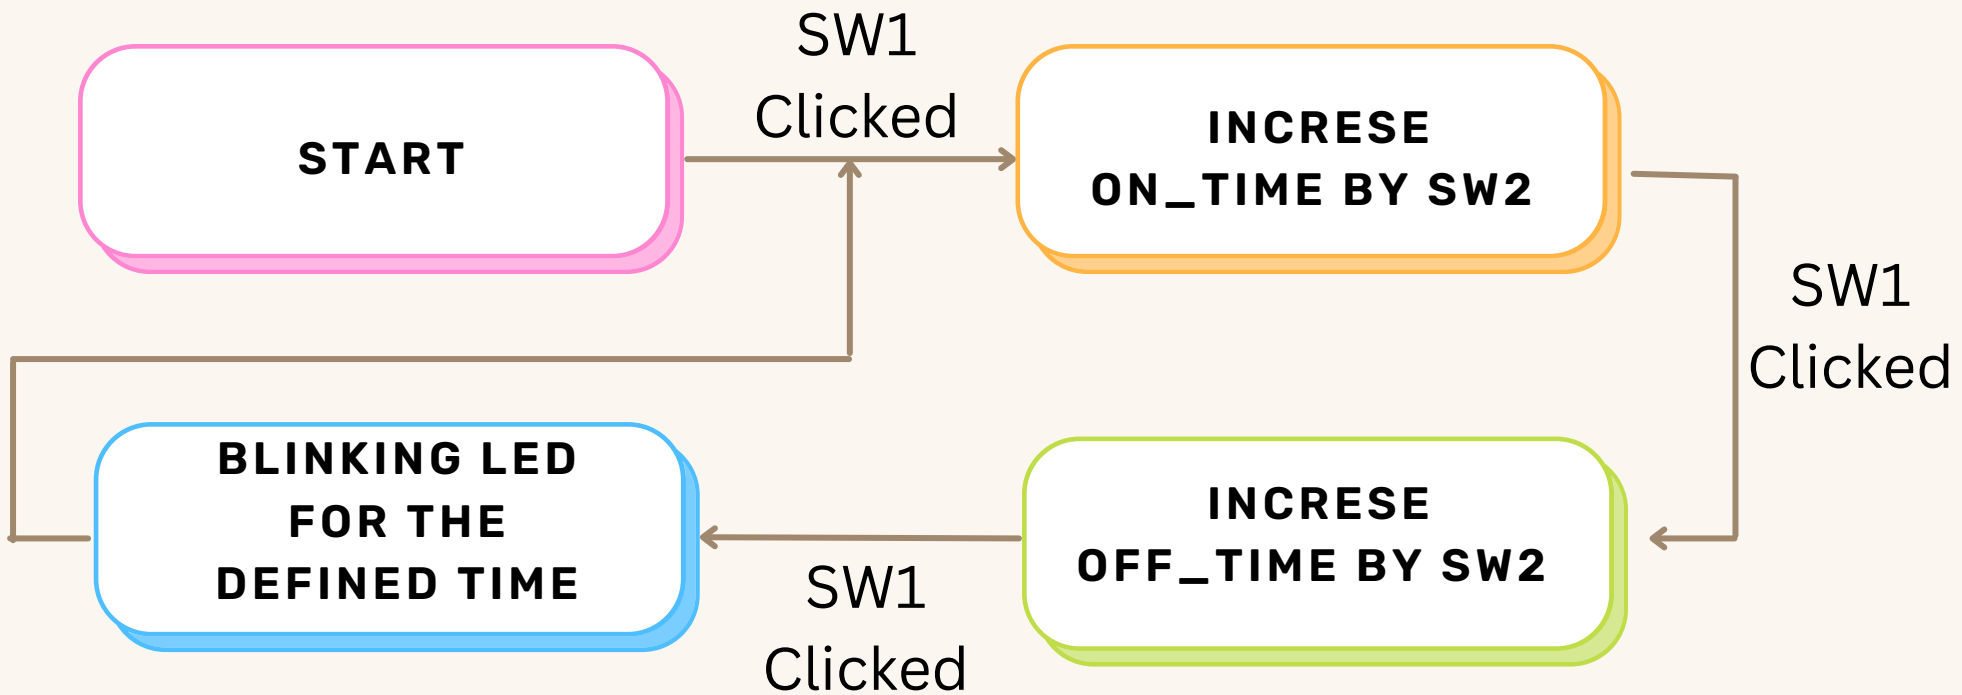 START
SW1
Clicked
INCRESE
ON_TIME BY SW2
SW1
Clicked
INCRESE
OFF_TIME BY SW2
SW1
Clicked
BLINKING LED
FOR THE
DEFINED TIME